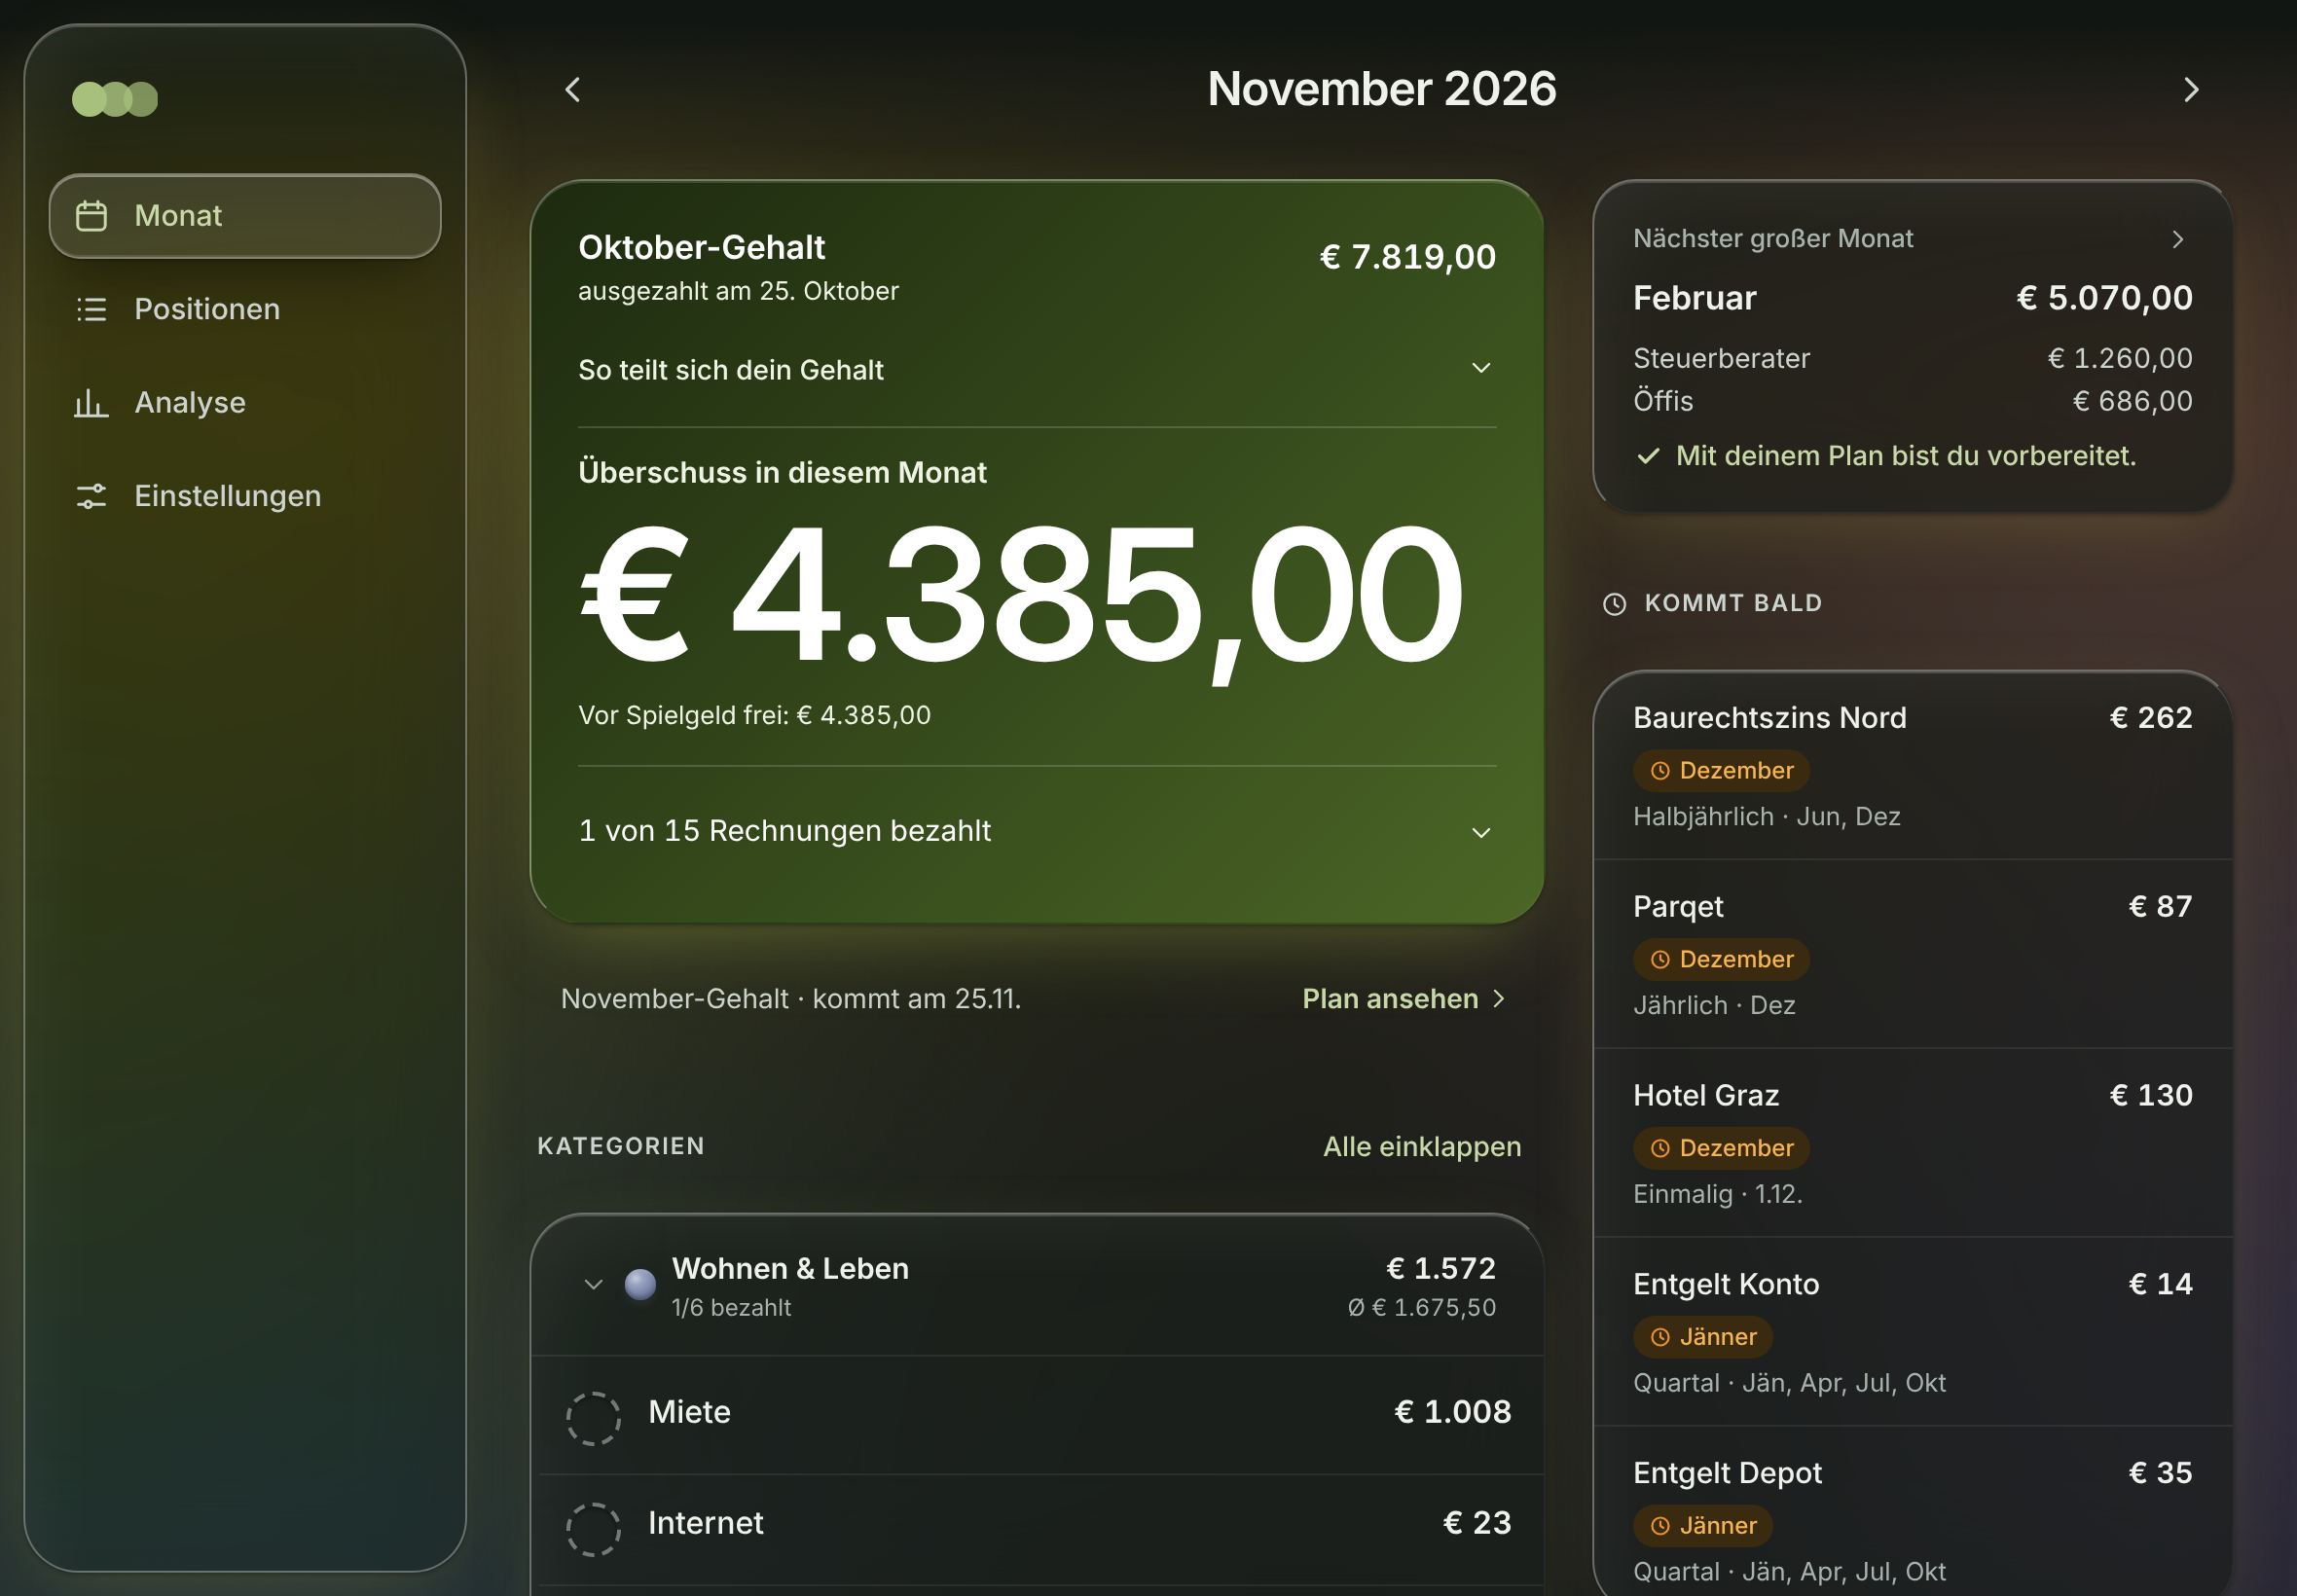 Monat
Positionen
Analyse
Einstellungen
November 2026
Oktober-Gehalt
€ 7.819,00
ausgezahlt am 25. Oktober
So teilt sich dein Gehalt
Überschuss in diesem Monat
€ 4.385,00
Vor Spielgeld frei: € 4.385,00
1 von 15 Rechnungen bezahlt
November-Gehalt · kommt am 25.11.
Plan ansehen
KATEGORIEN
Alle einklappen
Wohnen & Leben
€ 1.572
1/6 bezahlt
Ø € 1.675,50
Miete
€ 1.008
Internet
€ 23
Nächster großer Monat
Februar
€ 5.070,00
Steuerberater
€ 1.260,00
Öffis
€ 686,00
Mit deinem Plan bist du vorbereitet.
KOMMT BALD
Baurechtszins Nord
€ 262
Dezember
Halbjährlich · Jun, Dez
Parqet
€ 87
Dezember
Jährlich · Dez
Hotel Graz
€ 130
Dezember
Einmalig · 1.12.
Entgelt Konto
€ 14
Jänner
Quartal · Jän, Apr, Jul, Okt
Entgelt Depot
€ 35
Jänner
Quartal · Jän, Apr, Jul, Okt